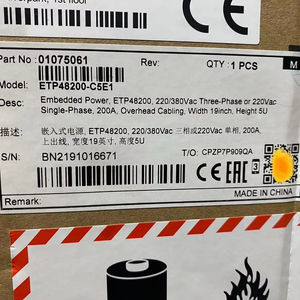 erpark, 1st floor
Part No : 01075061 Rev: QTY : 1 PCS
Model: ETP48200-C5E1
Desc: Embedded Power, ETP48200, 220/380Vac Three-Phase or 220Vac
Single-Phase, 200A, Overhead Cabling, Width 19inch, Height 5U
描述: 嵌入式电源, ETP48200, 220/380Vac 三相或220Vac 单相, 200A,
上出线, 宽度19英寸, 高度5U
MADE IN CHINA
S/N: BN2191016671 T/O: CPZP7P909QA
Remark:
M